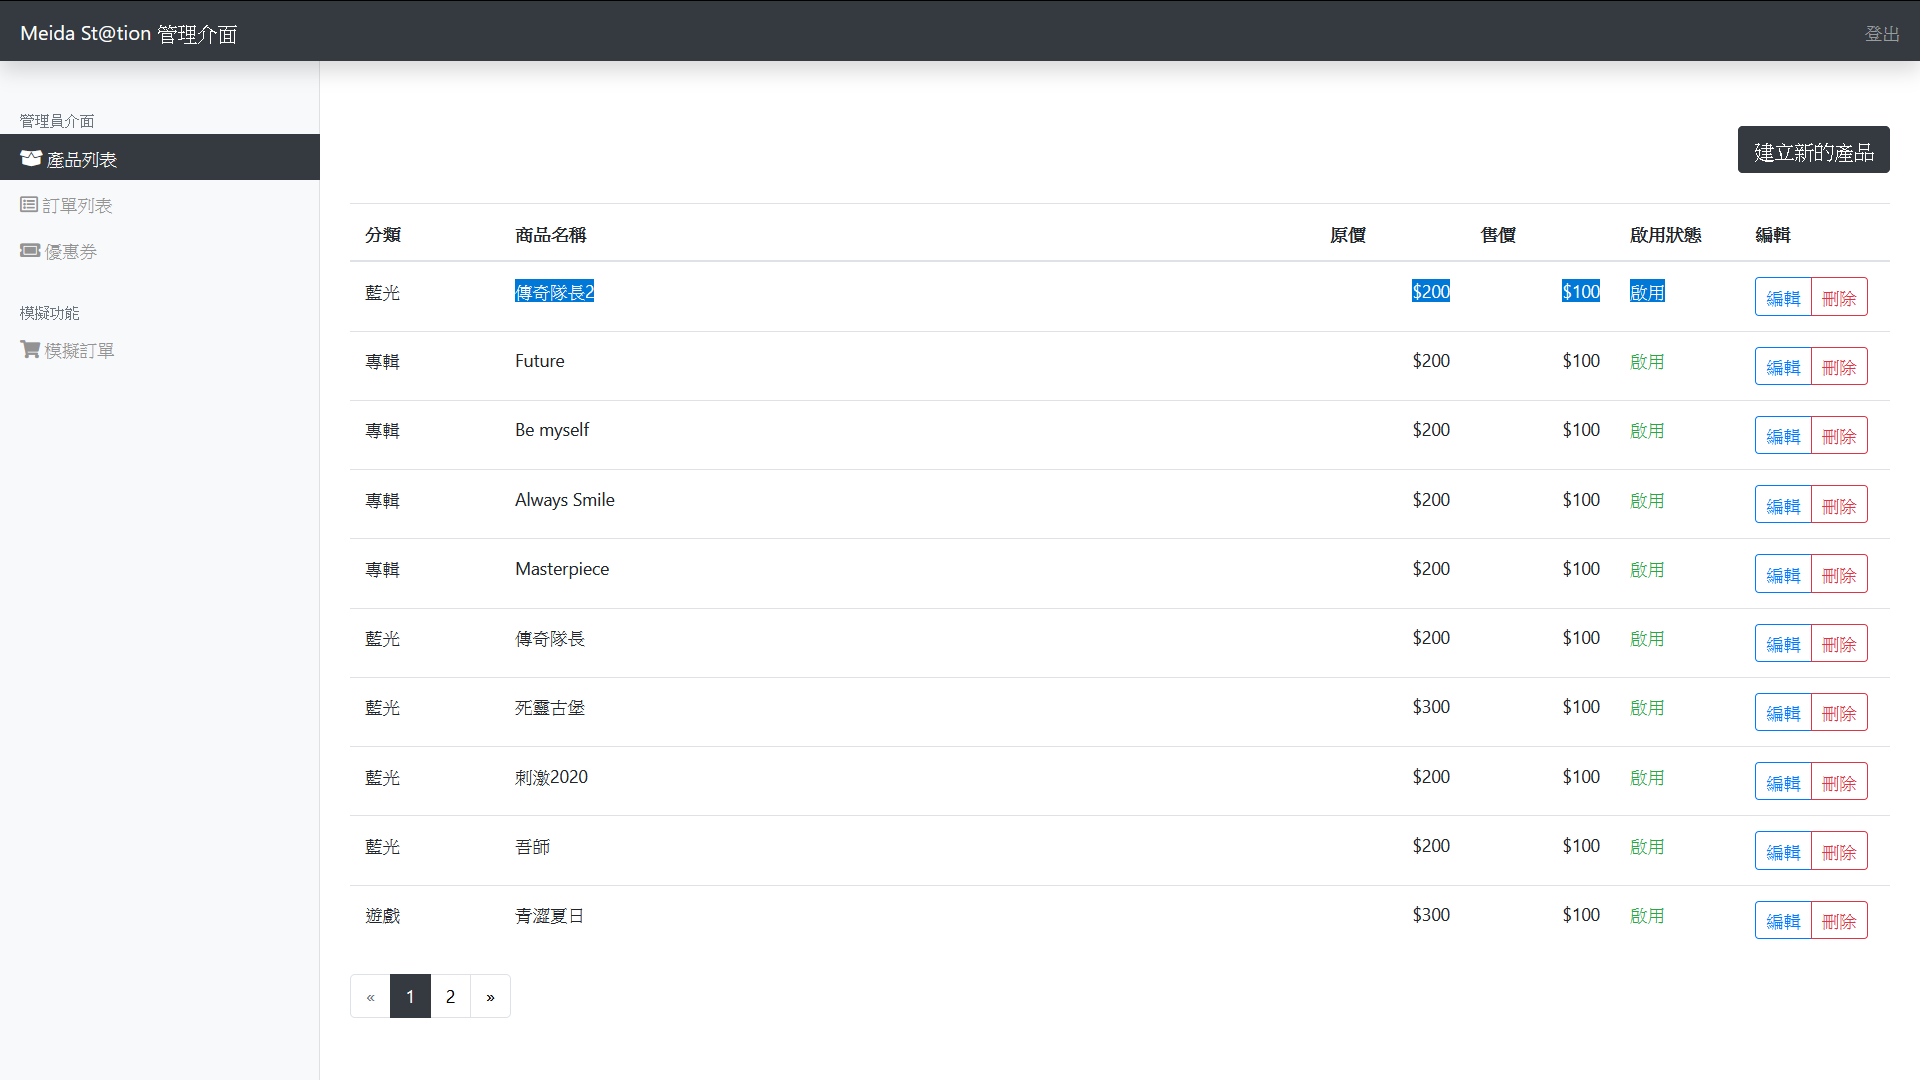 Meida St@tion 管理介面 登出
管理員介面
產品列表
訂單列表
優惠券
模擬功能
模擬訂單
建立新的產品
分類 商品名稱 原價 售價 啟用狀態 編輯
藍光 傳奇隊長2 $200 $100 啟用 編輯 刪除
專輯 Future $200 $100 啟用 編輯 刪除
專輯 Be myself $200 $100 啟用 編輯 刪除
專輯 Always Smile $200 $100 啟用 編輯 刪除
專輯 Masterpiece $200 $100 啟用 編輯 刪除
藍光 傳奇隊長 $200 $100 啟用 編輯 刪除
藍光 死靈古堡 $300 $100 啟用 編輯 刪除
藍光 刺激2020 $200 $100 啟用 編輯 刪除
藍光 吾師 $200 $100 啟用 編輯 刪除
遊戲 青澀夏日 $300 $100 啟用 編輯 刪除
« 1 2 »